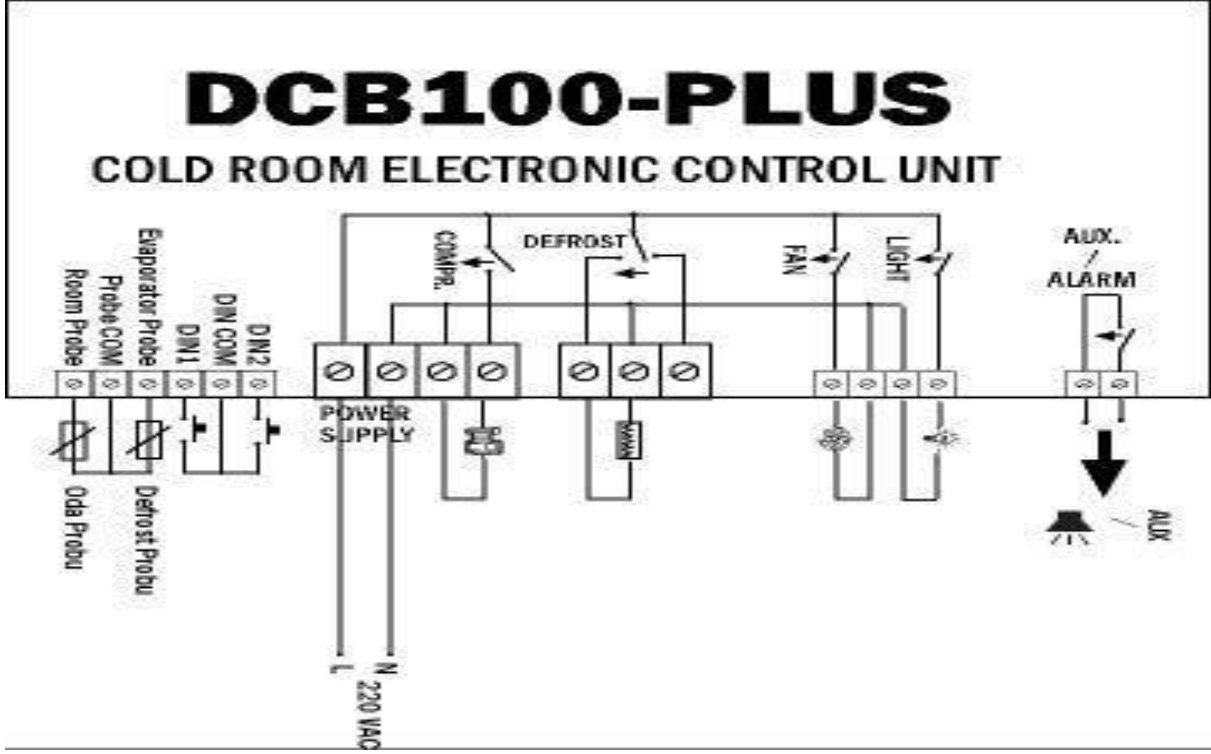 DCB100-PLUS
COLD ROOM ELECTRONIC CONTROL UNIT
Room Probe
Probe COM
Evaporator Probe
DIN1
DIN COM
DIN2
COMPR.
DEFROST
FAN
LIGHT
AUX.
/
ALARM
POWER
SUPPLY
Oda Probu
Defrost Probu
L
N
220 VAC
AUX